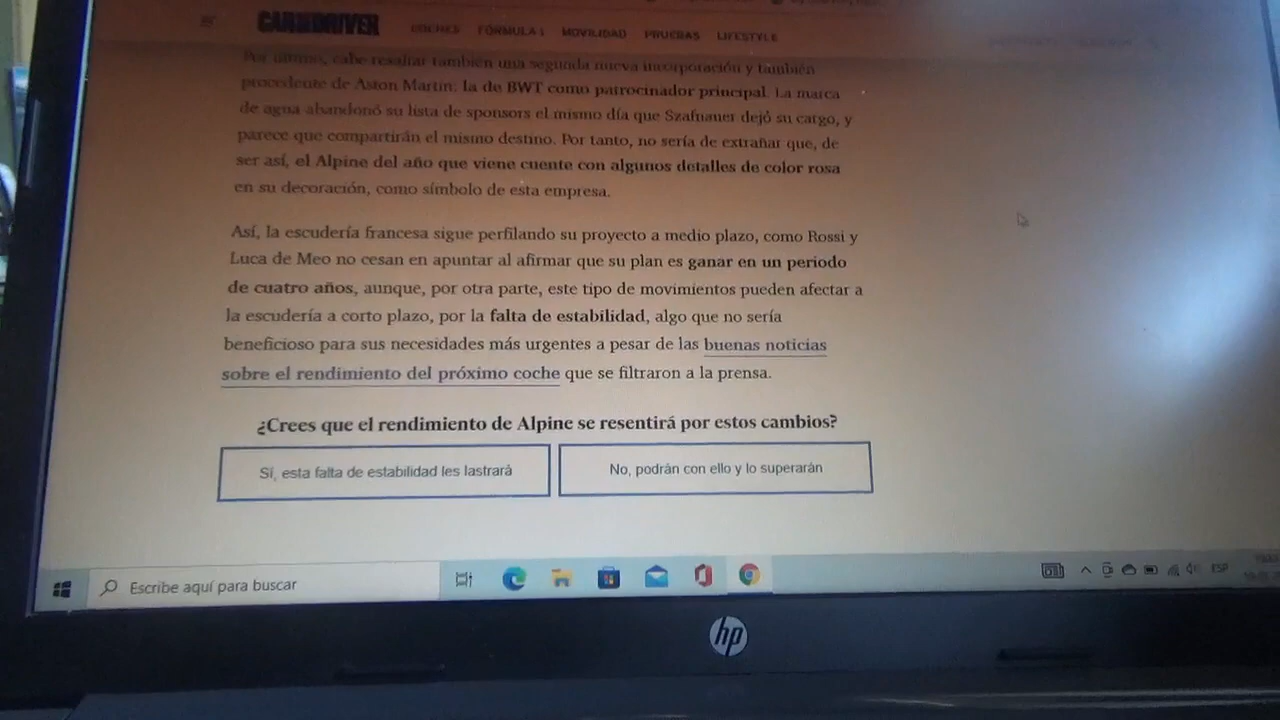 CAR AND DRIVER COCHES FÓRMULA 1 MOVILIDAD PRUEBAS LIFESTYLE
Por último, cabe resaltar también una segunda nueva incorporación y también
procedente de Aston Martin: la de BWT como patrocinador principal. La marca
de agua abandonó su lista de sponsors el mismo día que Szafnauer dejó su cargo, y
parece que compartirán el mismo destino. Por tanto, no sería de extrañar que, de
ser así, el Alpine del año que viene cuente con algunos detalles de color rosa
en su decoración, como símbolo de esta empresa.
Así, la escudería francesa sigue perfilando su proyecto a medio plazo, como Rossi y
Luca de Meo no cesan en apuntar al afirmar que su plan es ganar en un periodo
de cuatro años, aunque, por otra parte, este tipo de movimientos pueden afectar a
la escudería a corto plazo, por la falta de estabilidad, algo que no sería
beneficioso para sus necesidades más urgentes a pesar de las buenas noticias
sobre el rendimiento del próximo coche que se filtraron a la prensa.
¿Crees que el rendimiento de Alpine se resentirá por estos cambios?
Sí, esta falta de estabilidad les lastrará
No, podrán con ello y lo superarán
Escribe aquí para buscar
ESP
hp